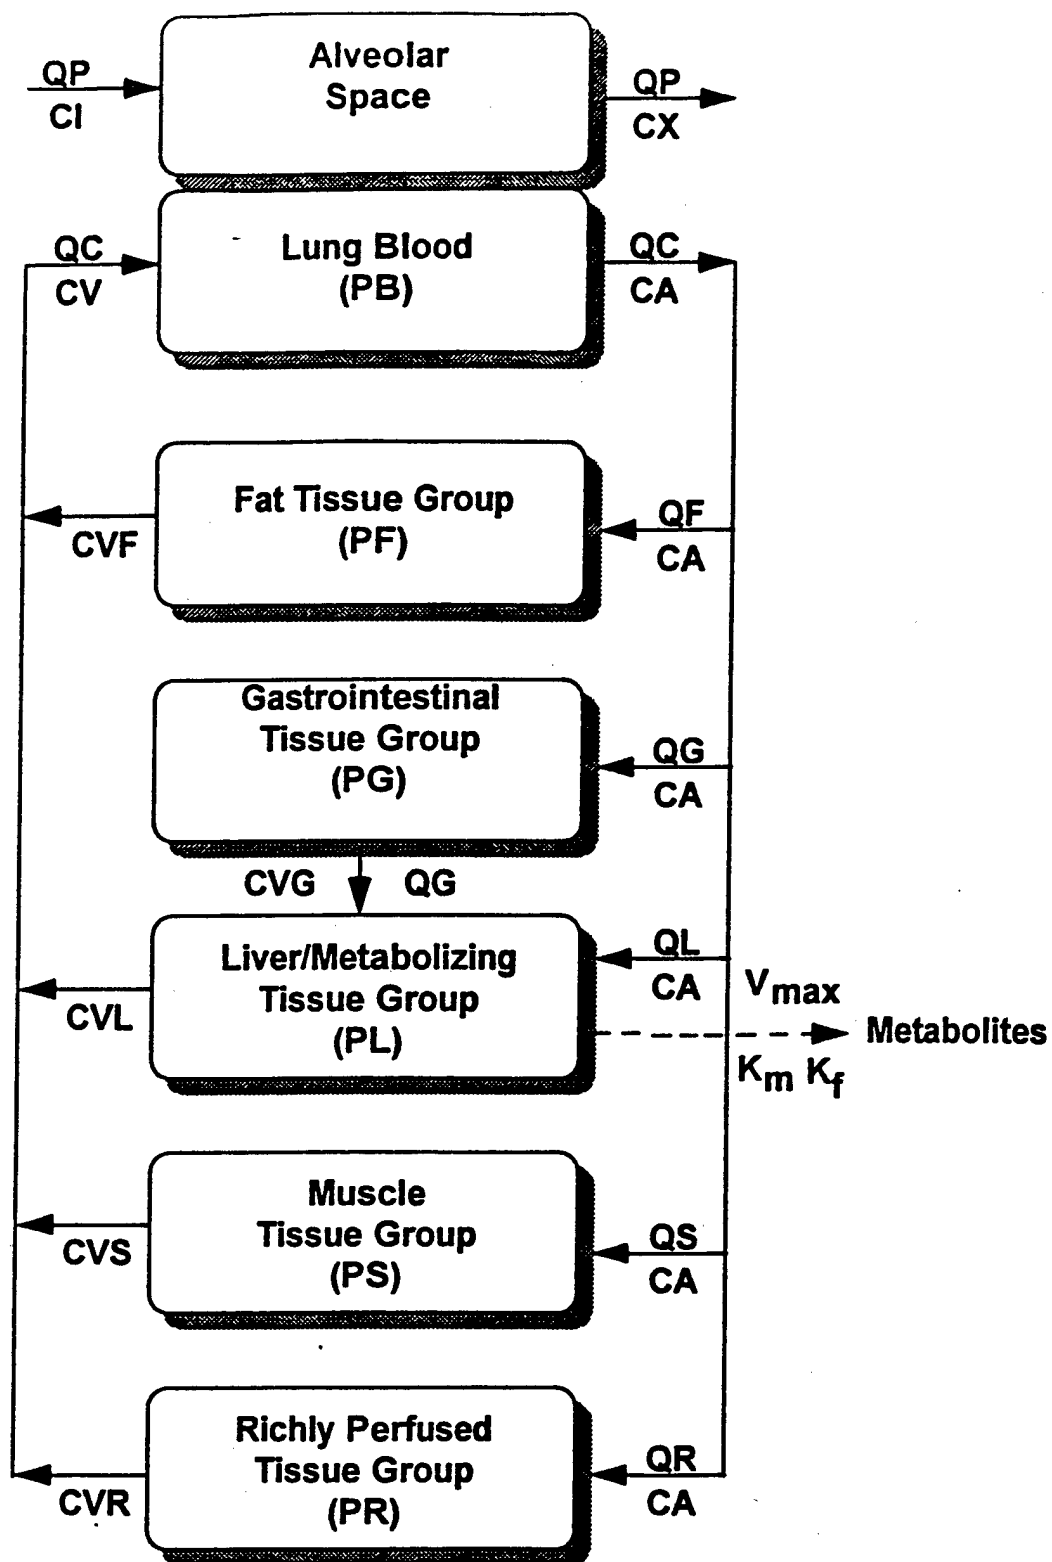 Alveolar
Space
QP
CI
QP
CX
Lung Blood
(PB)
QC
CV
QC
CA
Fat Tissue Group
(PF)
CVF
QF
CA
Gastrointestinal
Tissue Group
(PG)
QG
CA
CVG QG
Liver/Metabolizing
Tissue Group
(PL)
CVL
QL
CA
Vmax
Metabolites
Km Kf
Muscle
Tissue Group
(PS)
CVS
QS
CA
Richly Perfused
Tissue Group
(PR)
CVR
QR
CA